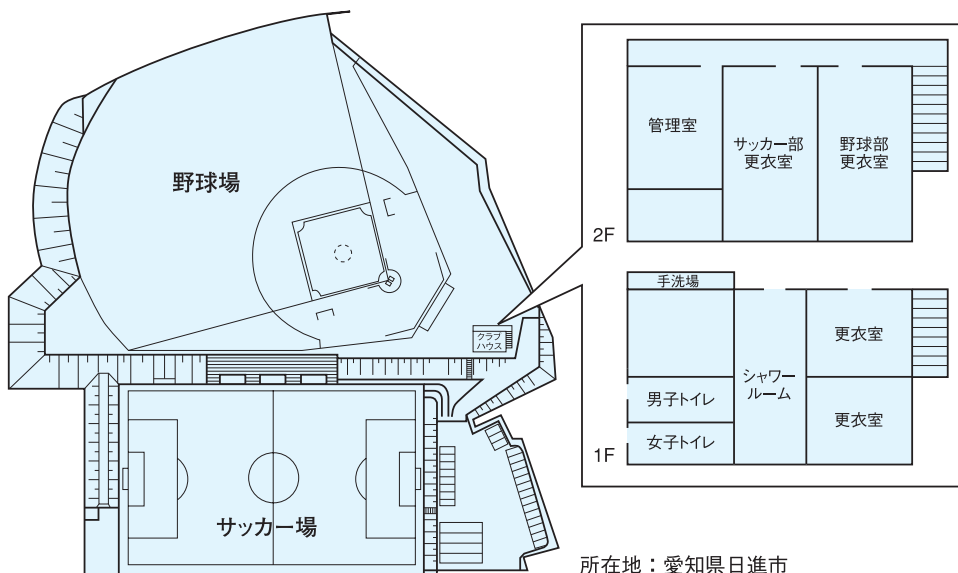 野球場
クラブ
ハウス
サッカー場
管理室
サッカー部
更衣室
野球部
更衣室
2F
手洗場
更衣室
シャワー
ルーム
男子トイレ
女子トイレ
更衣室
1F
所在地：愛知県日進市